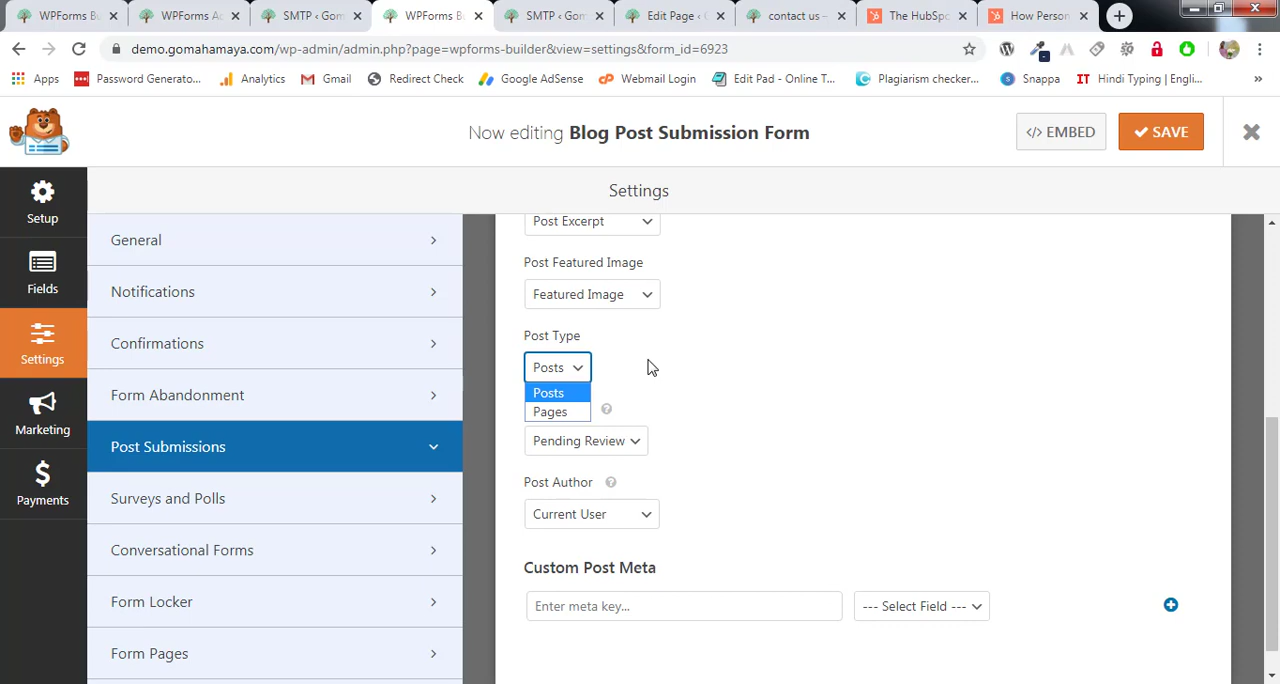 WPForms Bu
WPForms Ad
SMTP ‹ Gom
WPForms Bu
SMTP ‹ Gom
Edit Page ‹ G
contact us –
The HubSpo
How Person
demo.gomahamaya.com/wp-admin/admin.php?page=wpforms-builder&view=settings&form_id=6923
Apps
Password Generato...
Analytics
Gmail
Redirect Check
Google AdSense
Webmail Login
Edit Pad - Online T...
Plagiarism checker...
Snappa
Hindi Typing | Engli...
Now editing Blog Post Submission Form
</> EMBED
SAVE
Settings
Setup
Fields
Settings
Marketing
Payments
General
Notifications
Confirmations
Form Abandonment
Post Submissions
Surveys and Polls
Conversational Forms
Form Locker
Form Pages
Post Excerpt
Post Featured Image
Featured Image
Post Type
Posts
Posts
Pages
Pending Review
Post Author
Current User
Custom Post Meta
Enter meta key...
--- Select Field ---